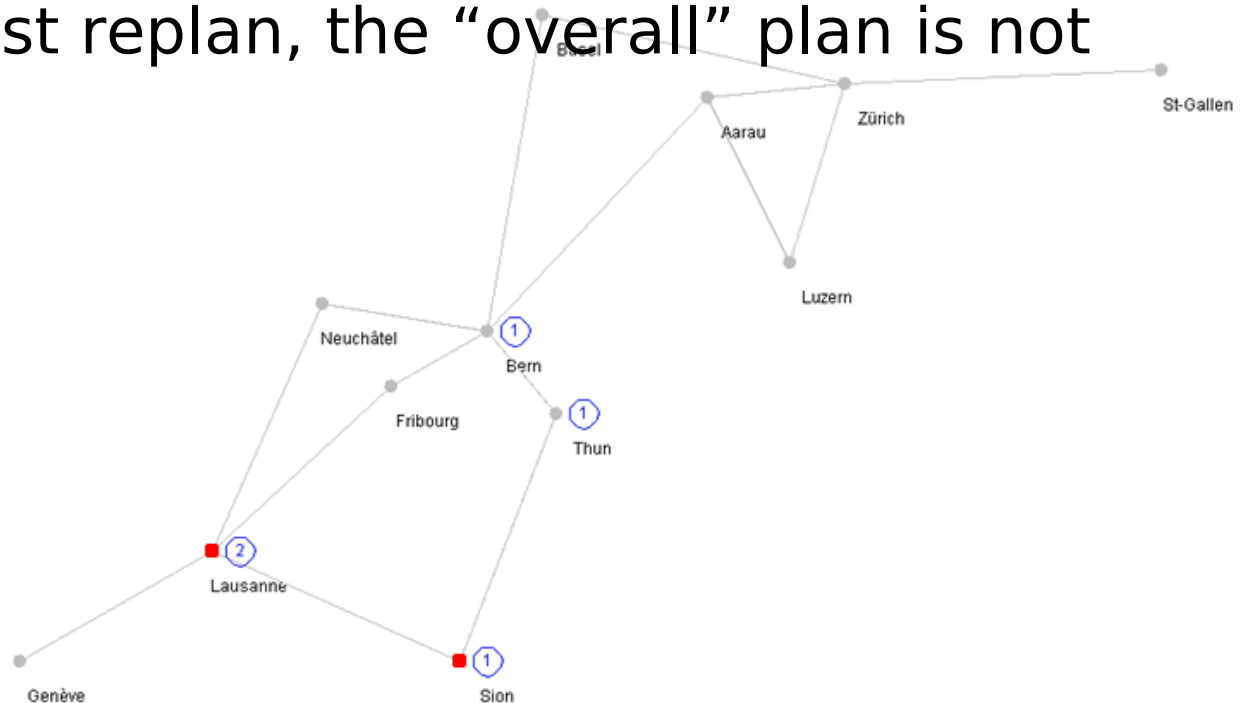 st replan, the “overall” plan is not
Basel
St-Gallen
Zürich
Aarau
Luzern
Neuchâtel
1
Bern
1
Fribourg
Thun
2
Lausanne
1
Genève
Sion